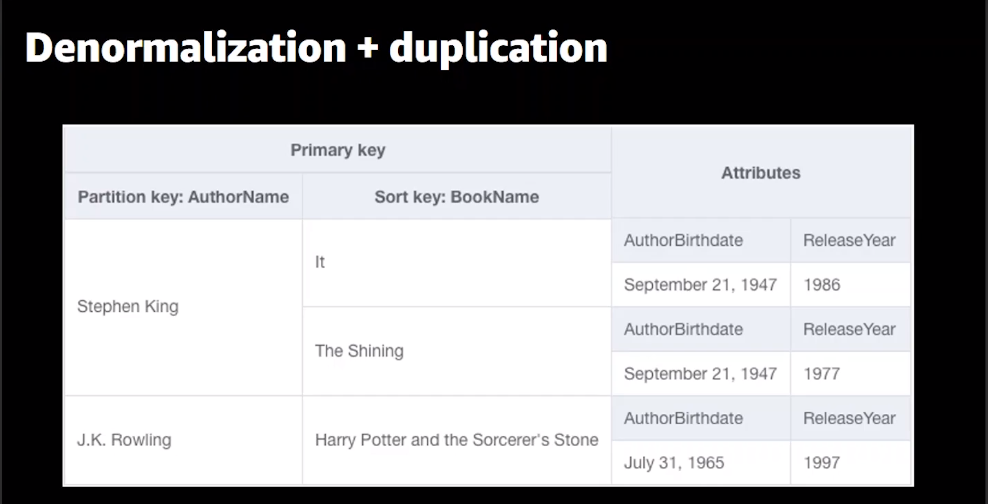 Denormalization + duplication
Primary key
Attributes
Partition key: AuthorName
Sort key: BookName
AuthorBirthdate
ReleaseYear
It
September 21, 1947
1986
Stephen King
AuthorBirthdate
ReleaseYear
The Shining
September 21, 1947
1977
AuthorBirthdate
ReleaseYear
J.K. Rowling
Harry Potter and the Sorcerer's Stone
July 31, 1965
1997